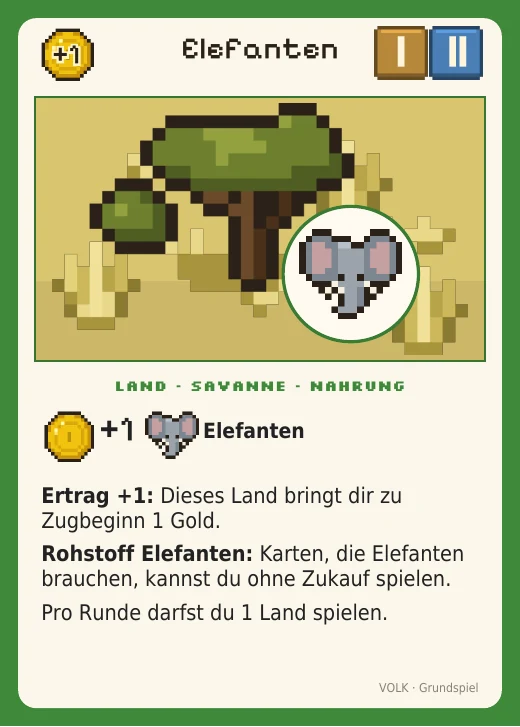 +1
Elefanten
I II
LAND - SAVANNE - NAHRUNG
+1 Elefanten
Ertrag +1: Dieses Land bringt dir zu
Zugbeginn 1 Gold.
Rohstoff Elefanten: Karten, die Elefanten
brauchen, kannst du ohne Zukauf spielen.
Pro Runde darfst du 1 Land spielen.
VOLK · Grundspiel